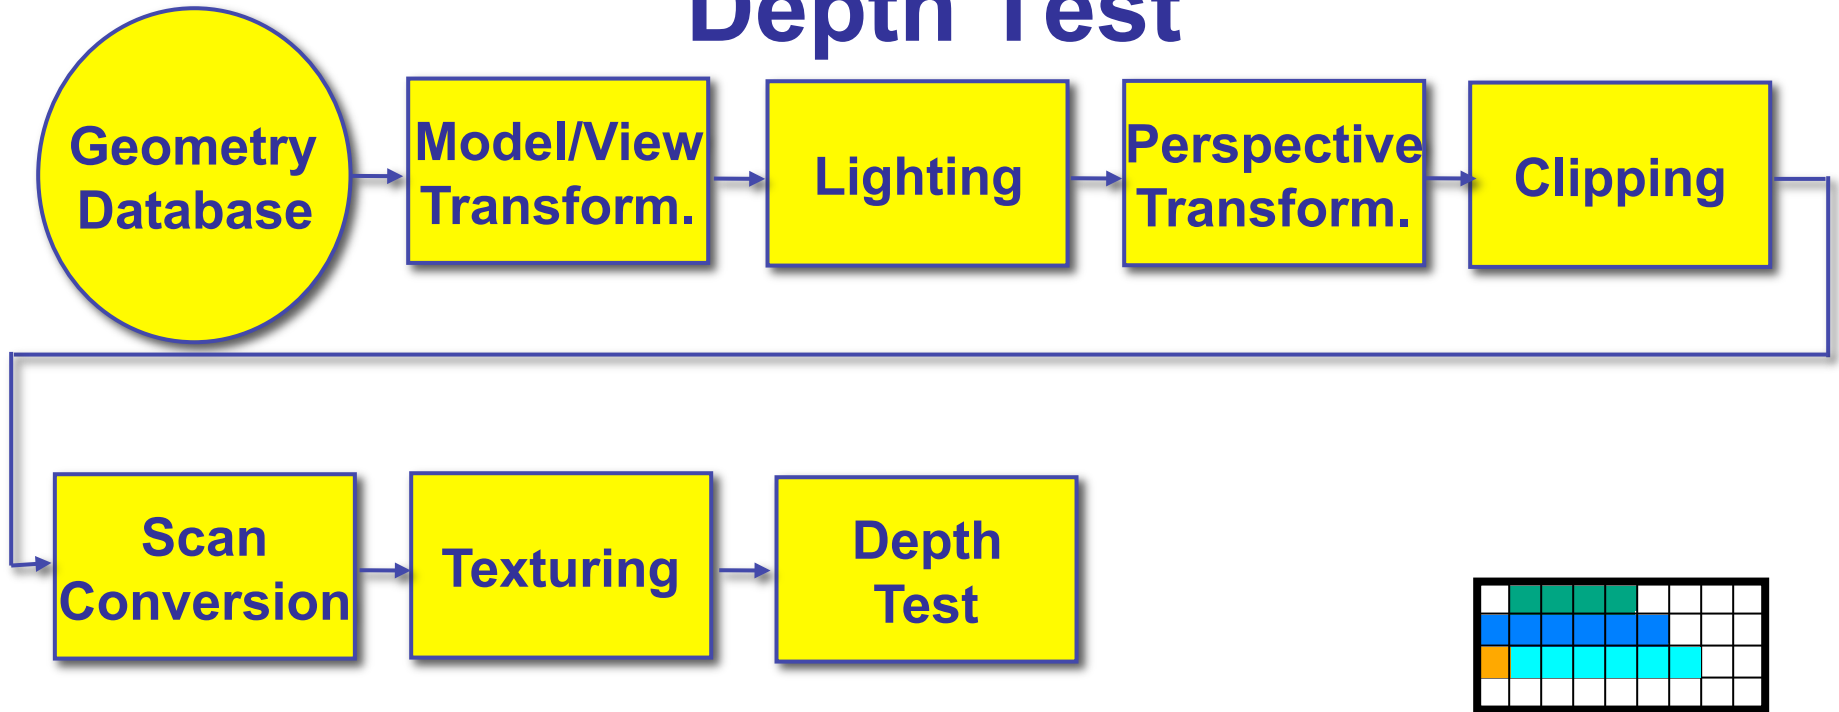 Depth Test
Geometry
Database
Model/View
Transform.
Lighting
Perspective
Transform.
Clipping
Scan
Conversion
Texturing
Depth
Test